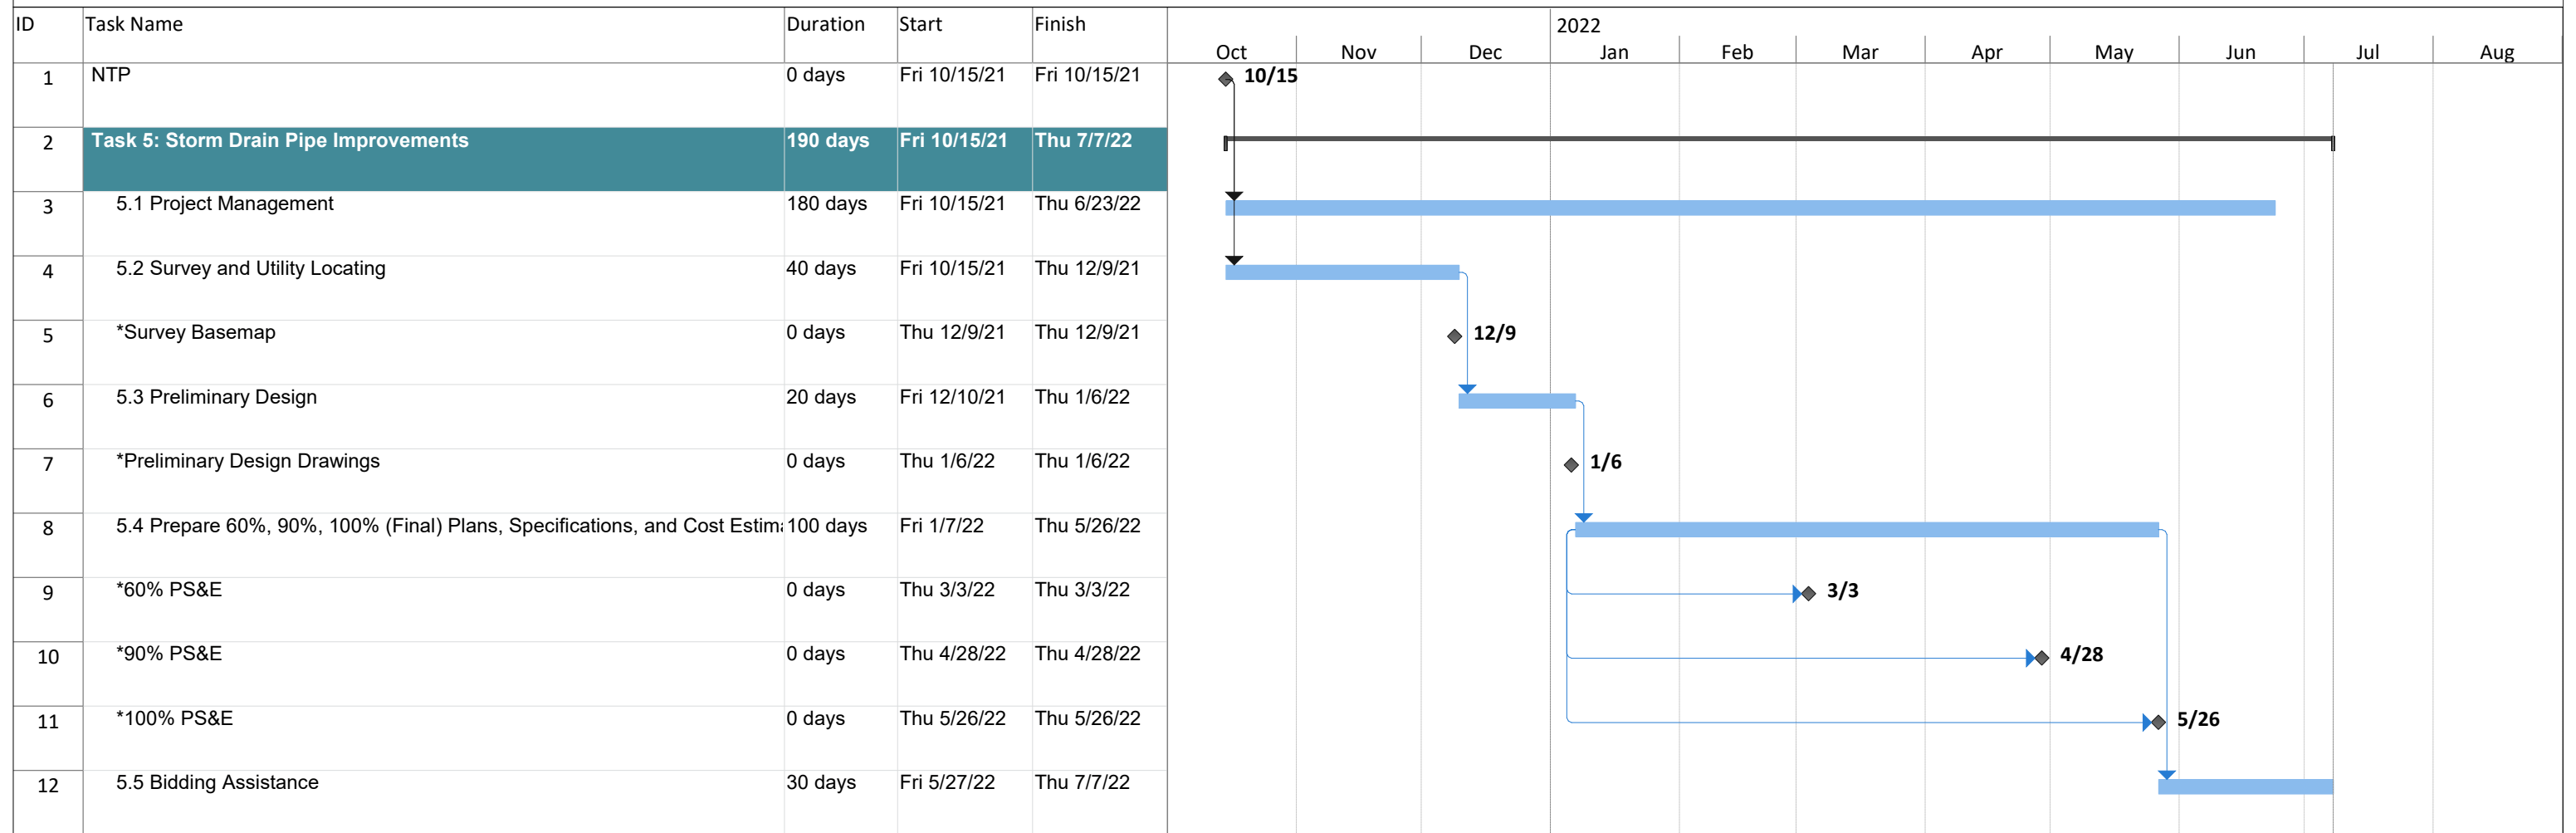 ID Task Name Duration Start Finish 2022
Oct Nov Dec Jan Feb Mar Apr May Jun Jul Aug
1 NTP 0 days Fri 10/15/21 Fri 10/15/21 10/15
2 Task 5: Storm Drain Pipe Improvements 190 days Fri 10/15/21 Thu 7/7/22
3 5.1 Project Management 180 days Fri 10/15/21 Thu 6/23/22
4 5.2 Survey and Utility Locating 40 days Fri 10/15/21 Thu 12/9/21
5 *Survey Basemap 0 days Thu 12/9/21 Thu 12/9/21 12/9
6 5.3 Preliminary Design 20 days Fri 12/10/21 Thu 1/6/22
7 *Preliminary Design Drawings 0 days Thu 1/6/22 Thu 1/6/22 1/6
8 5.4 Prepare 60%, 90%, 100% (Final) Plans, Specifications, and Cost Estima 100 days Fri 1/7/22 Thu 5/26/22
9 *60% PS&E 0 days Thu 3/3/22 Thu 3/3/22 3/3
10 *90% PS&E 0 days Thu 4/28/22 Thu 4/28/22 4/28
11 *100% PS&E 0 days Thu 5/26/22 Thu 5/26/22 5/26
12 5.5 Bidding Assistance 30 days Fri 5/27/22 Thu 7/7/22